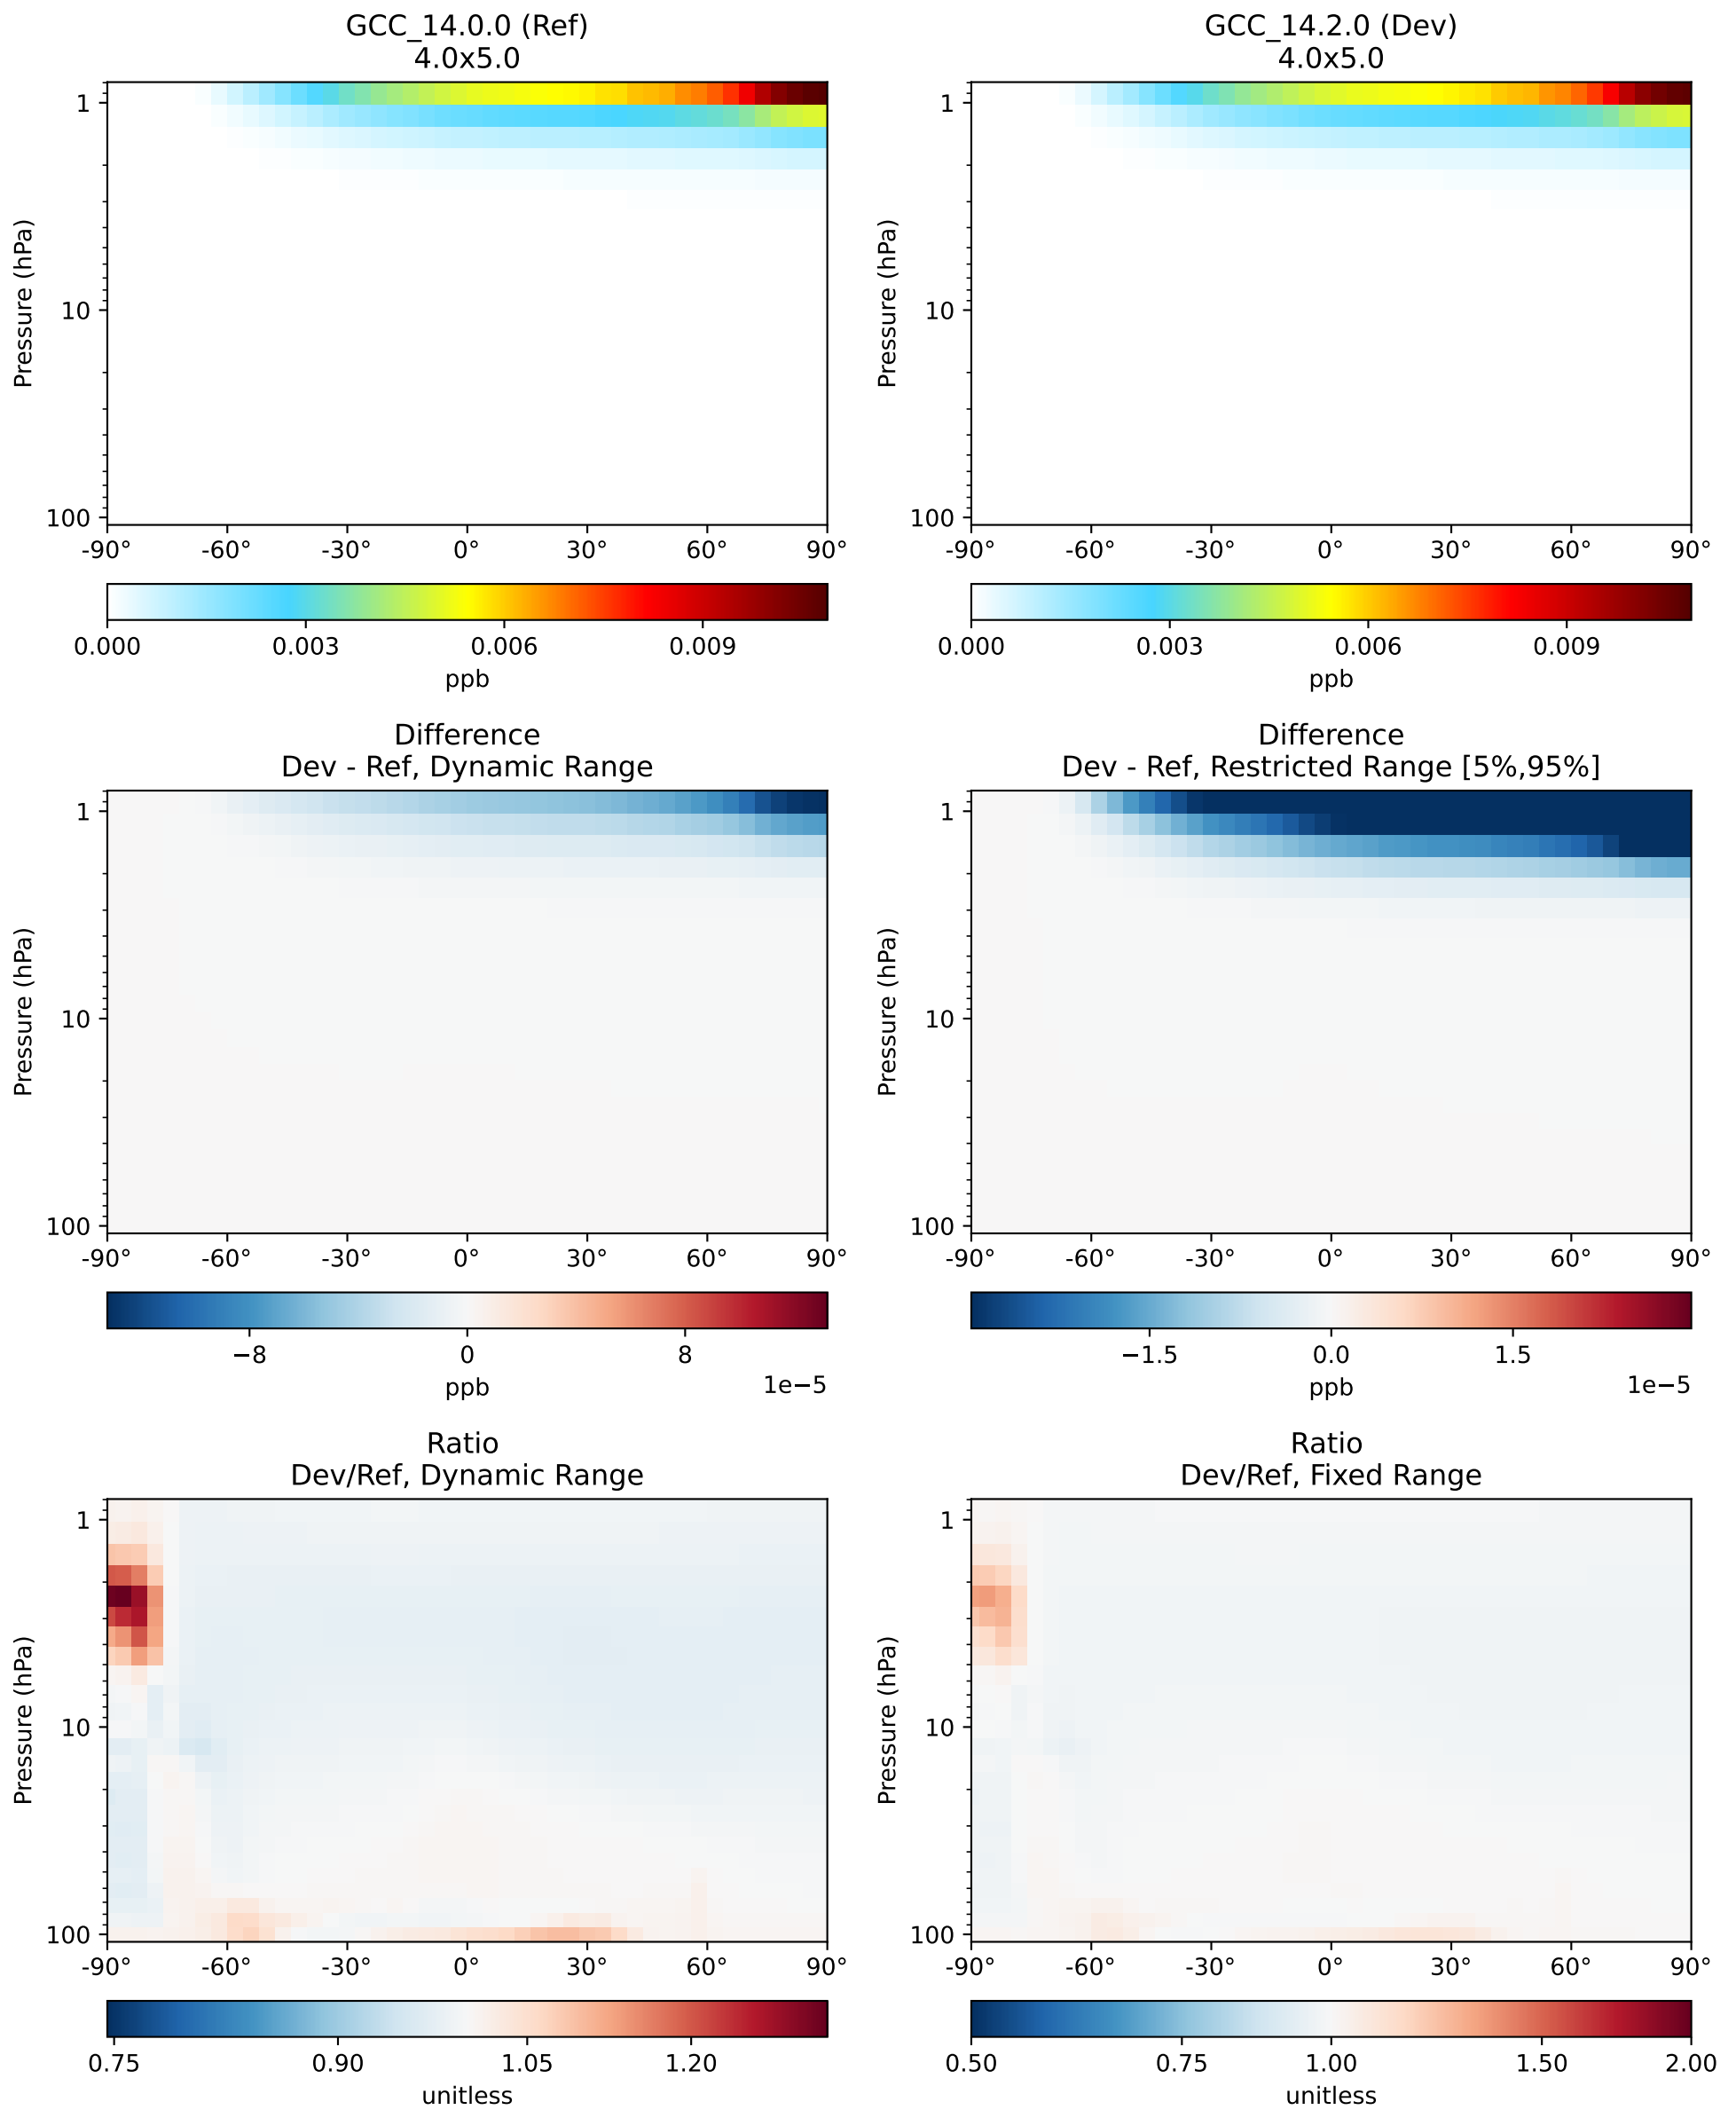 GCC_14.0.0 (Ref)
4.0x5.0
GCC_14.2.0 (Dev)
4.0x5.0
Pressure (hPa)
1
10
100
-90° -60° -30° 0° 30° 60° 90°
0.000 0.003 0.006 0.009
ppb
Pressure (hPa)
1
10
100
-90° -60° -30° 0° 30° 60° 90°
0.000 0.003 0.006 0.009
ppb
Difference
Dev - Ref, Dynamic Range
Difference
Dev - Ref, Restricted Range [5%,95%]
Pressure (hPa)
1
10
100
-90° -60° -30° 0° 30° 60° 90°
−8 0 8
ppb
1e−5
Pressure (hPa)
1
10
100
-90° -60° -30° 0° 30° 60° 90°
−1.5 0.0 1.5
ppb
1e−5
Ratio
Dev/Ref, Dynamic Range
Ratio
Dev/Ref, Fixed Range
Pressure (hPa)
1
10
100
-90° -60° -30° 0° 30° 60° 90°
0.75 0.90 1.05 1.20
unitless
Pressure (hPa)
1
10
100
-90° -60° -30° 0° 30° 60° 90°
0.50 0.75 1.00 1.50 2.00
unitless